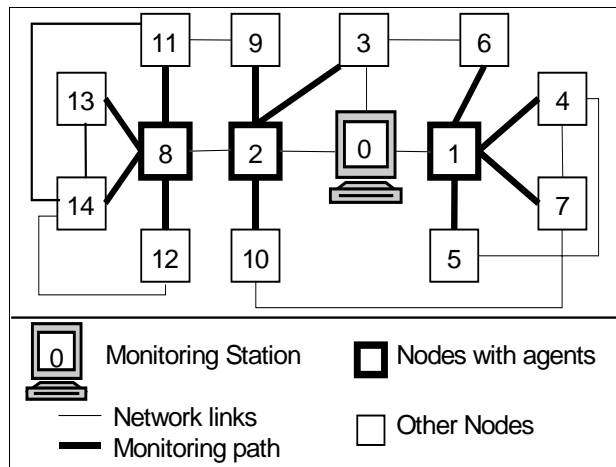 11 9 3 6
13 4
8 2 0 1
14 7
12 10 5
0 Monitoring Station Nodes with agents
Network links Other Nodes
Monitoring path